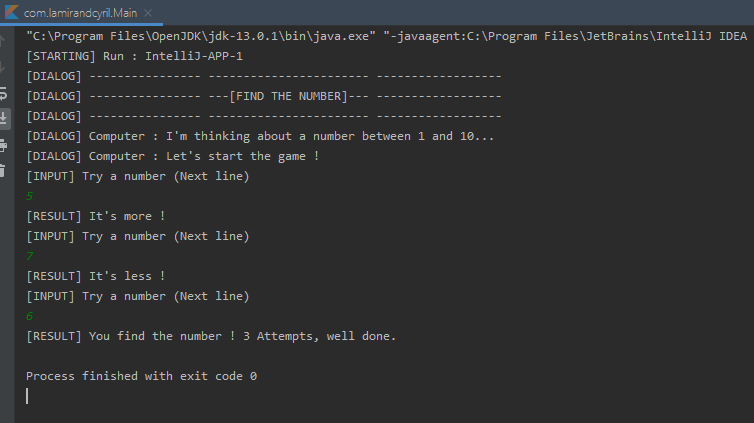 com.lamirandcyril.Main
"C:\Program Files\OpenJDK\jdk-13.0.1\bin\java.exe" "-javaagent:C:\Program Files\JetBrains\IntelliJ IDEA
[STARTING] Run : IntelliJ-APP-1
[DIALOG] ---------------- ----------------------- ------------------
[DIALOG] ---------------- ---[FIND THE NUMBER]--- ------------------
[DIALOG] ---------------- ----------------------- ------------------
[DIALOG] Computer : I'm thinking about a number between 1 and 10...
[DIALOG] Computer : Let's start the game !
[INPUT] Try a number (Next line)
5
[RESULT] It's more !
[INPUT] Try a number (Next line)
7
[RESULT] It's less !
[INPUT] Try a number (Next line)
6
[RESULT] You find the number ! 3 Attempts, well done.
Process finished with exit code 0